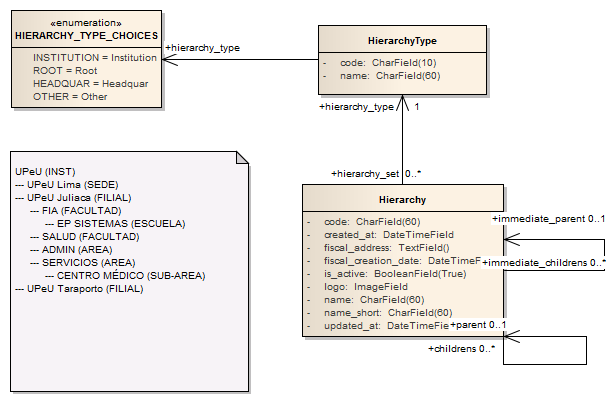 «enumeration»
HIERARCHY_TYPE_CHOICES
INSTITUTION = Institution
ROOT = Root
HEADQUAR = Headquar
OTHER = Other
+hierarchy_type
HierarchyType
- code: CharField(10)
- name: CharField(60)
+hierarchy_type 1
+hierarchy_set 0..*
UPeU (INST)
--- UPeU Lima (SEDE)
--- UPeU Juliaca (FILIAL)
--- FIA (FACULTAD)
--- EP SISTEMAS (ESCUELA)
--- SALUD (FACULTAD)
--- ADMIN (AREA)
--- SERVICIOS (AREA)
--- CENTRO MÉDICO (SUB-AREA)
--- UPeU Taraporto (FILIAL)
Hierarchy
- code: CharField(60)
- created_at: DateTimeField
- fiscal_address: TextField()
- fiscal_creation_date: DateTimeF
- is_active: BooleanField(True)
- logo: ImageField
- name: CharField(60)
- name_short: CharField(60)
- updated_at: DateTimeFie
+immediate_parent 0..1
+immediate_childrens 0..*
+parent 0..1
+childrens 0..*